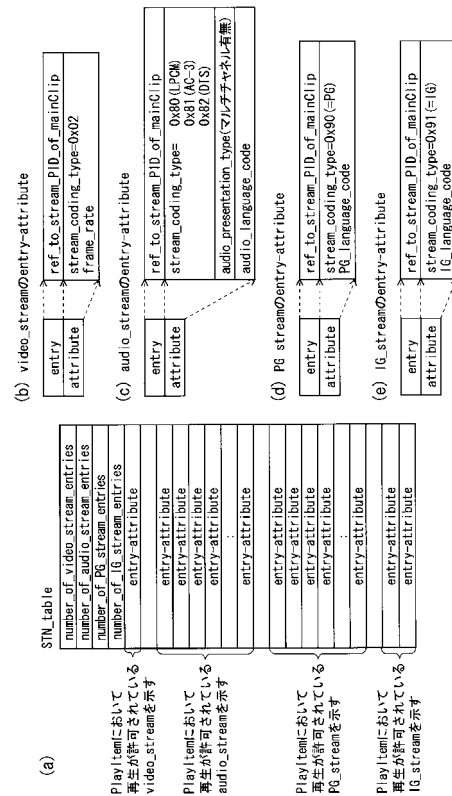 (a)
STN_table
number_of_video_stream_entries
number_of_audio_stream_entries
number_of_PG_stream_entries
number_of_IG_stream_entries
PlayItemにおいて
再生が許可されている
video_streamを示す
entry-attribute
PlayItemにおいて
再生が許可されている
audio_streamを示す
entry-attribute
entry-attribute
entry-attribute
entry-attribute
entry-attribute
PlayItemにおいて
再生が許可されている
PG_streamを示す
entry-attribute
entry-attribute
entry-attribute
entry-attribute
entry-attribute
PlayItemにおいて
再生が許可されている
IG_streamを示す
entry-attribute
entry-attribute
(b) video_streamのentry-attribute
entry
attribute
ref_to_stream_PID_of_mainClip
stream_coding_type=0x02
frame_rate
(c) audio_streamのentry-attribute
entry
attribute
ref_to_stream_PID_of_mainClip
stream_coding_type= 0x80(LPCM)
0x81(AC-3)
0x82(DTS)
audio_presentation_type(マルチチャネル有無)
audio_language_code
(d) PG streamのentry-attribute
entry
attribute
ref_to_stream_PID_of_mainClip
stream_coding_type=0x90(=PG)
PG_language_code
(e) IG_streamのentry-attribute
entry
attribute
ref_to_stream_PID_of_mainClip
stream_coding_type=0x91(=IG)
IG_language_code